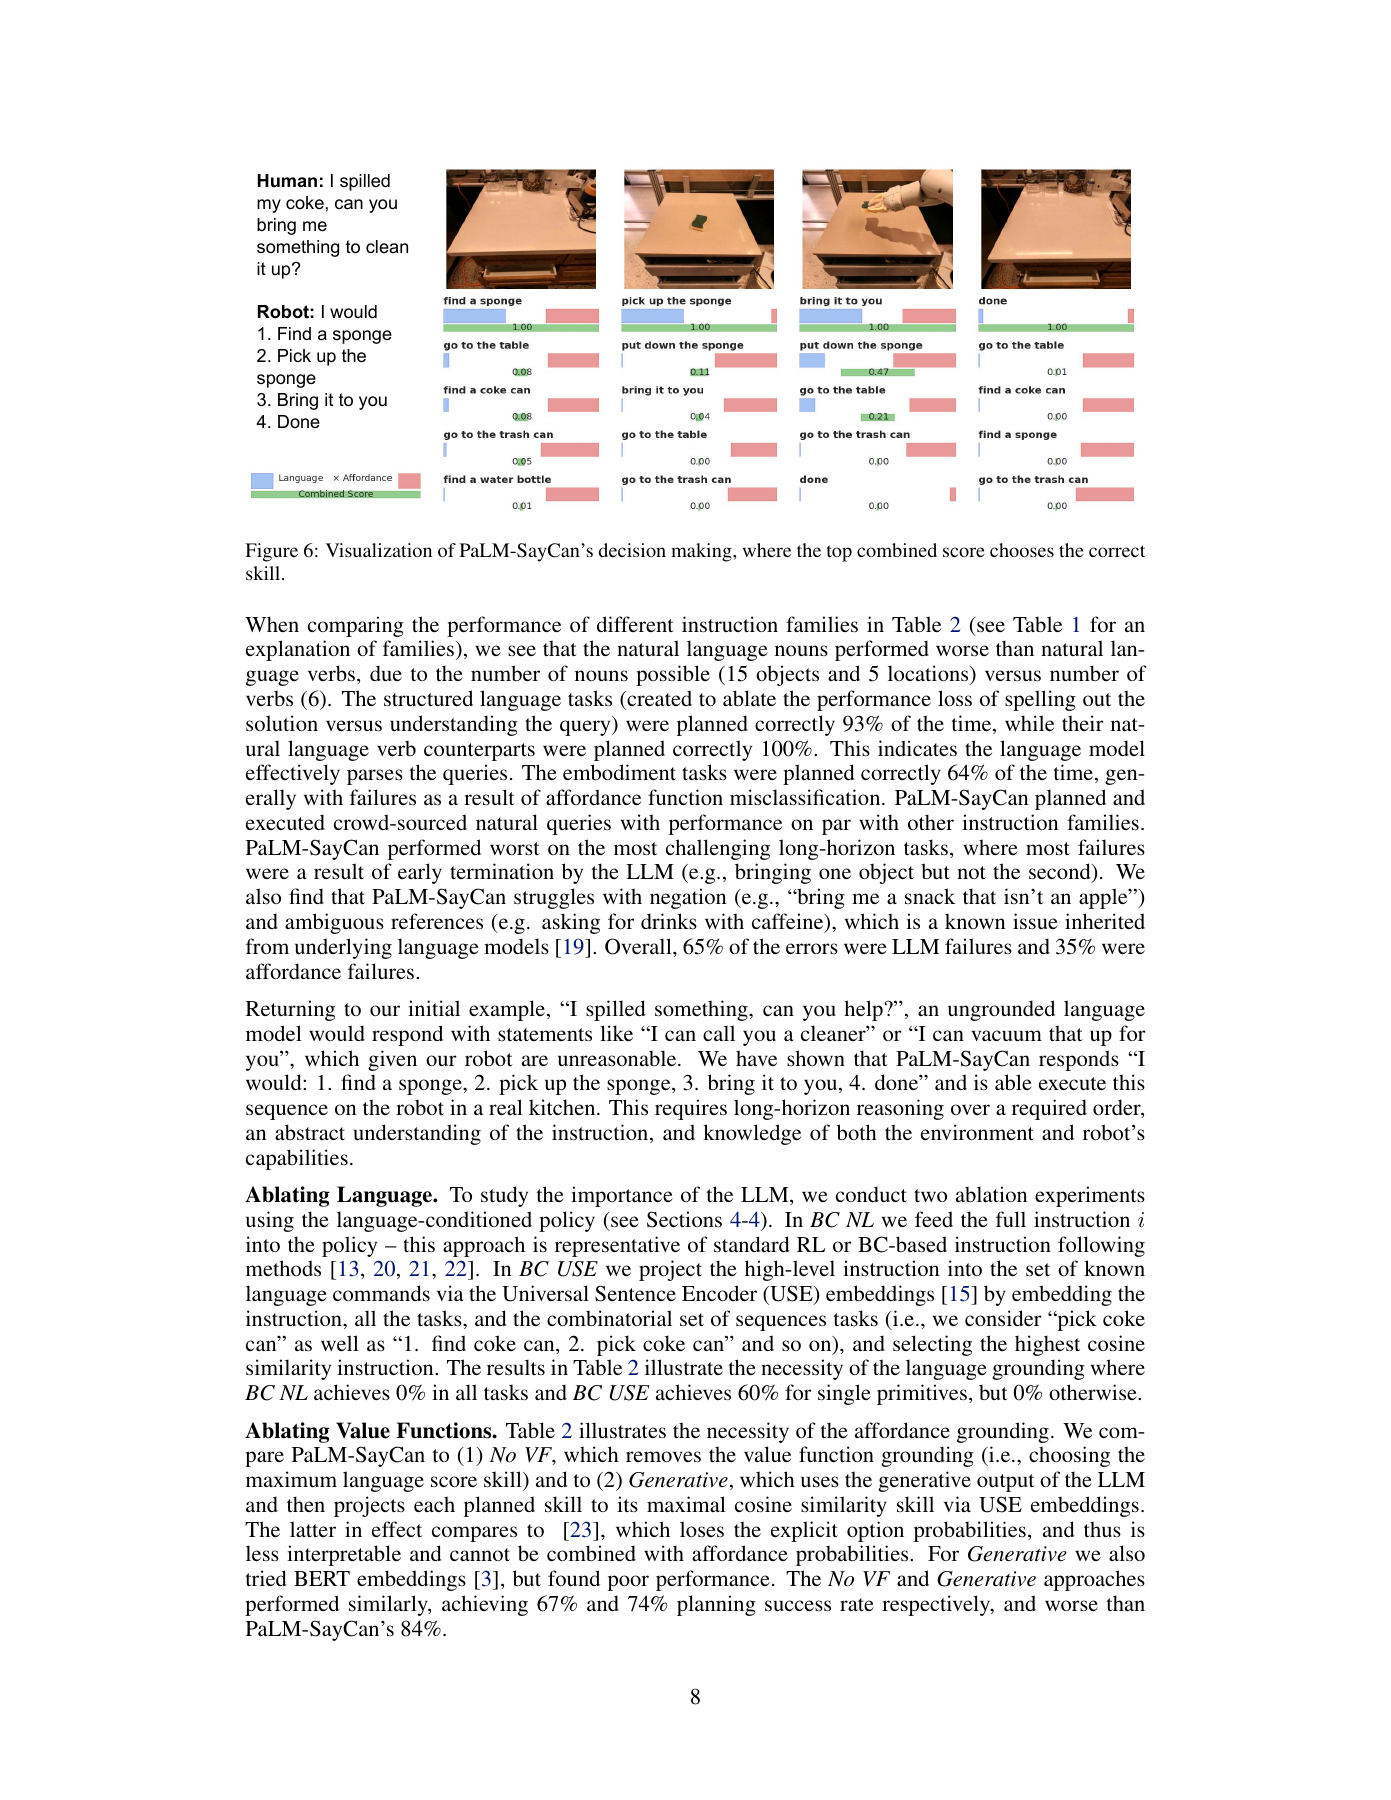 Human: I spilled
my coke, can you
bring me
something to clean
it up?
Robot: I would
1. Find a sponge
2. Pick up the
sponge
3. Bring it to you
4. Done
Language × Affordance
Combined Score
find a sponge
1.00
go to the table
0.08
find a coke can
0.08
go to the trash can
0.05
find a water bottle
0.01
pick up the sponge
1.00
put down the sponge
0.11
bring it to you
0.04
go to the table
0.00
go to the trash can
0.00
bring it to you
1.00
put down the sponge
0.47
go to the table
0.21
go to the trash can
0.00
done
0.00
done
1.00
go to the table
0.01
find a coke can
0.00
find a sponge
0.00
go to the trash can
0.00
Figure 6: Visualization of PaLM-SayCan's decision making, where the top combined score chooses the correct
skill.
When comparing the performance of different instruction families in Table 2 (see Table 1 for an
explanation of families), we see that the natural language nouns performed worse than natural lan-
guage verbs, due to the number of nouns possible (15 objects and 5 locations) versus number of
verbs (6). The structured language tasks (created to ablate the performance loss of spelling out the
solution versus understanding the query) were planned correctly 93% of the time, while their nat-
ural language verb counterparts were planned correctly 100%. This indicates the language model
effectively parses the queries. The embodiment tasks were planned correctly 64% of the time, gen-
erally with failures as a result of affordance function misclassification. PaLM-SayCan planned and
executed crowd-sourced natural queries with performance on par with other instruction families.
PaLM-SayCan performed worst on the most challenging long-horizon tasks, where most failures
were a result of early termination by the LLM (e.g., bringing one object but not the second). We
also find that PaLM-SayCan struggles with negation (e.g., “bring me a snack that isn't an apple”)
and ambiguous references (e.g. asking for drinks with caffeine), which is a known issue inherited
from underlying language models [19]. Overall, 65% of the errors were LLM failures and 35% were
affordance failures.
Returning to our initial example, “I spilled something, can you help?”, an ungrounded language
model would respond with statements like “I can call you a cleaner” or “I can vacuum that up for
you”, which given our robot are unreasonable. We have shown that PaLM-SayCan responds “I
would: 1. find a sponge, 2. pick up the sponge, 3. bring it to you, 4. done” and is able execute this
sequence on the robot in a real kitchen. This requires long-horizon reasoning over a required order,
an abstract understanding of the instruction, and knowledge of both the environment and robot's
capabilities.
Ablating Language. To study the importance of the LLM, we conduct two ablation experiments
using the language-conditioned policy (see Sections 4-4). In BC NL we feed the full instruction i
into the policy – this approach is representative of standard RL or BC-based instruction following
methods [13, 20, 21, 22]. In BC USE we project the high-level instruction into the set of known
language commands via the Universal Sentence Encoder (USE) embeddings [15] by embedding the
instruction, all the tasks, and the combinatorial set of sequences tasks (i.e., we consider “pick coke
can” as well as “1. find coke can, 2. pick coke can” and so on), and selecting the highest cosine
similarity instruction. The results in Table 2 illustrate the necessity of the language grounding where
BC NL achieves 0% in all tasks and BC USE achieves 60% for single primitives, but 0% otherwise.
Ablating Value Functions. Table 2 illustrates the necessity of the affordance grounding. We com-
pare PaLM-SayCan to (1) No VF, which removes the value function grounding (i.e., choosing the
maximum language score skill) and to (2) Generative, which uses the generative output of the LLM
and then projects each planned skill to its maximal cosine similarity skill via USE embeddings.
The latter in effect compares to [23], which loses the explicit option probabilities, and thus is
less interpretable and cannot be combined with affordance probabilities. For Generative we also
tried BERT embeddings [3], but found poor performance. The No VF and Generative approaches
performed similarly, achieving 67% and 74% planning success rate respectively, and worse than
PaLM-SayCan's 84%.
8